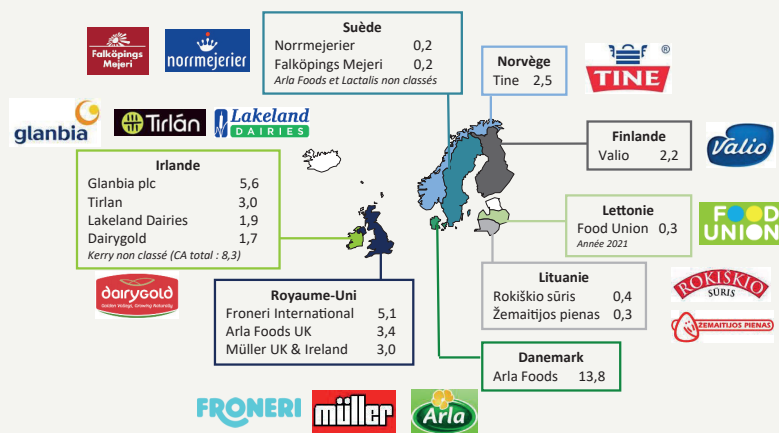 Suède
Norrmejerier 0,2
Falköpings Mejeri 0,2
Arla Foods et Lactalis non classés
Falköpings
Mejeri
norrmejerier
Norvège
Tine 2,5
TINE
®
glanbia
Tirlán
Lakeland
DAIRIES
Finlande
Valio 2,2
Valio
Irlande
Glanbia plc 5,6
Tirlan 3,0
Lakeland Dairies 1,9
Dairygold 1,7
Kerry non classé (CA total : 8,3)
Lettonie
Food Union 0,3
Année 2021
FOOD
UNION
dairygold
Golden Vellings, Growing Naturally
Royaume-Uni
Froneri International 5,1
Arla Foods UK 3,4
Müller UK & Ireland 3,0
Lituanie
Rokiškio sūris 0,4
Žemaitijos pienas 0,3
ROKIŠKIO
SŪRIS
ŽEMAITIJOS PIENAS
Danemark
Arla Foods 13,8
FRONERI
müller
Arla